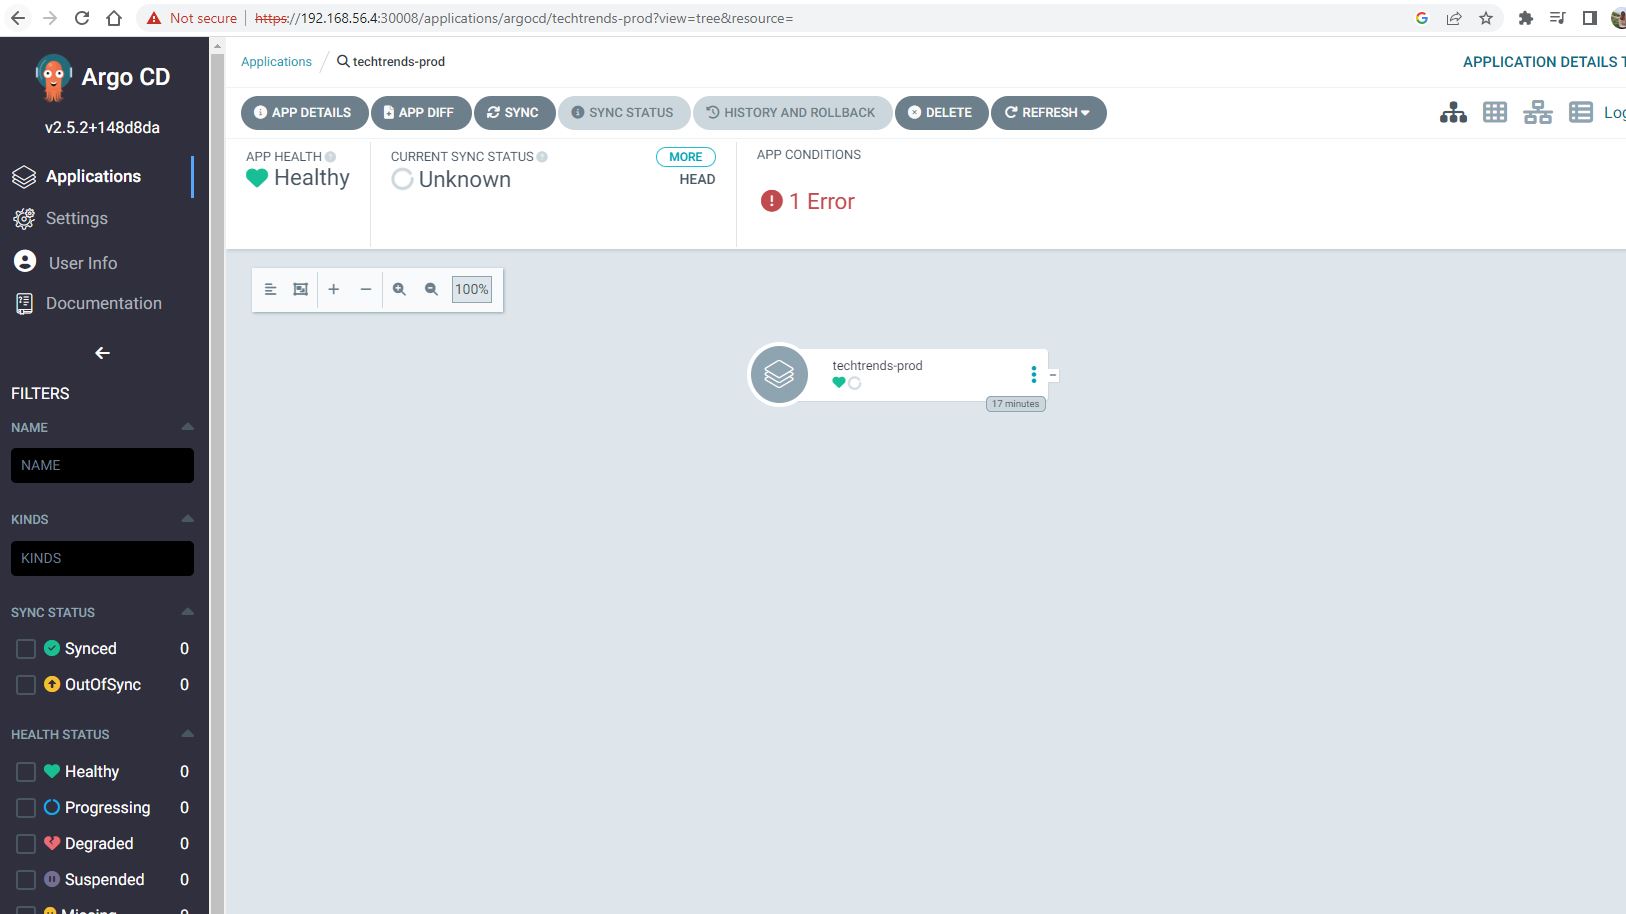 Not secure https://192.168.56.4:30008/applications/argocd/techtrends-prod?view=tree&resource=
Argo CD
v2.5.2+148d8da
Applications
Settings
User Info
Documentation
FILTERS
NAME
NAME
KINDS
KINDS
SYNC STATUS
Synced 0
OutOfSync 0
HEALTH STATUS
Healthy 0
Progressing 0
Degraded 0
Suspended 0
Missing 0
Applications / techtrends-prod
APPLICATION DETAILS T
APP DETAILS APP DIFF SYNC SYNC STATUS HISTORY AND ROLLBACK DELETE REFRESH
Log
APP HEALTH
Healthy
CURRENT SYNC STATUS MORE
Unknown HEAD
APP CONDITIONS
1 Error
100%
techtrends-prod
17 minutes